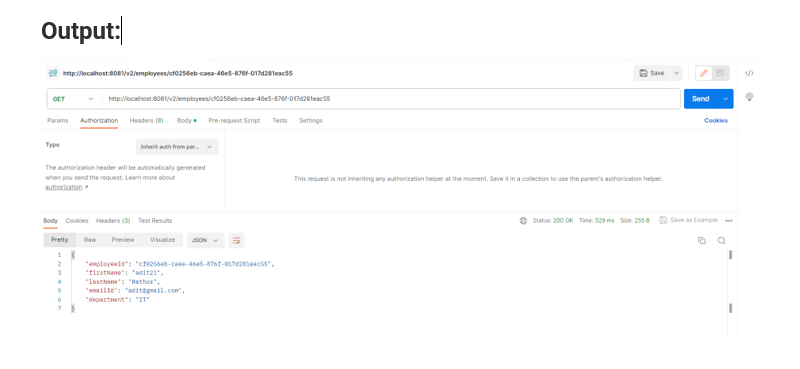 Output:
http://localhost:8081/v2/employees/cf0256eb-caea-46e5-876f-017d281eac55
Save
GET http://localhost:8081/v2/employees/cf0256eb-caea-46e5-876f-017d281eac55 Send
Params Authorization Headers (8) Body Pre-request Script Tests Settings Cookies
Type Inherit auth from par...
The authorization header will be automatically generated
when you send the request. Learn more about
authorization ↗
This request is not inheriting any authorization helper at the moment. Save it in a collection to use the parent's authorization helper.
Body Cookies Headers (3) Test Results Status: 200 OK Time: 529 ms Size: 255 B Save as Example
Pretty Raw Preview Visualize JSON
1 {
2 "employeeId": "cf0256eb-caea-46e5-876f-017d281eac55",
3 "firstName": "adit21",
4 "lastName": "Rathor",
5 "emailId": "adit@gmail.com",
6 "department": "IT"
7 }